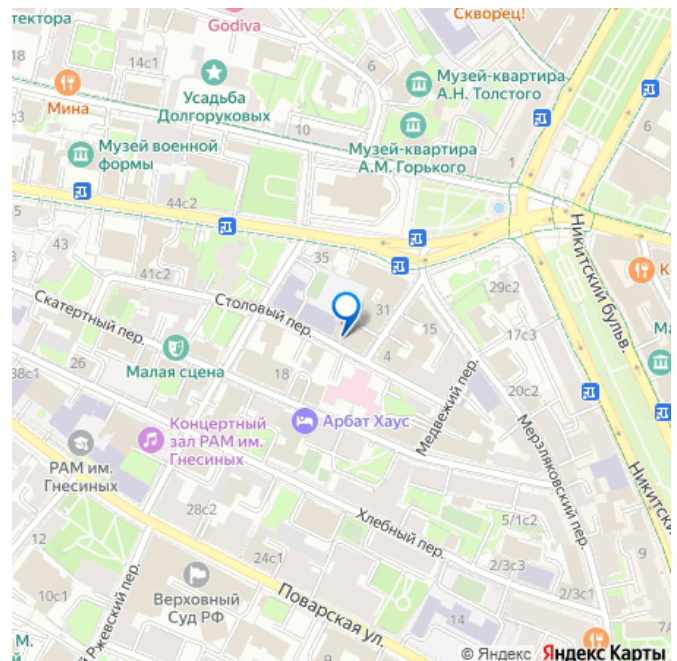 Скворец!
тектора
Godiva
14с1
6
Музей-квартира
А.Н. Толстого
Мина
Усадьба
Долгоруковых
с3
10
6
Музей военной
формы
Музей-квартира
А.М. Горького
1
44с2
5
43
35
41с2
Никитский бульв.
К
29с2
Скатертный пер.
Столовый пер.
31
15
17с3
Ма
4
Малая сцена
26
38с1
18
20с2
Медвежий пер.
Арбат Хаус
Концертный
зал РАМ им.
Гнесиных
РАМ им.
Гнесиных
Мерзляковский пер.
Никитски
28с2
Хлебный пер.
5/1с2
12
24с1
2/3с3
9
10с1
Верховный
Суд РФ
Поварская ул.
2/3с1
14
Ржевский пер.
7/
М.
й
© Яндекс Яндекс Карты